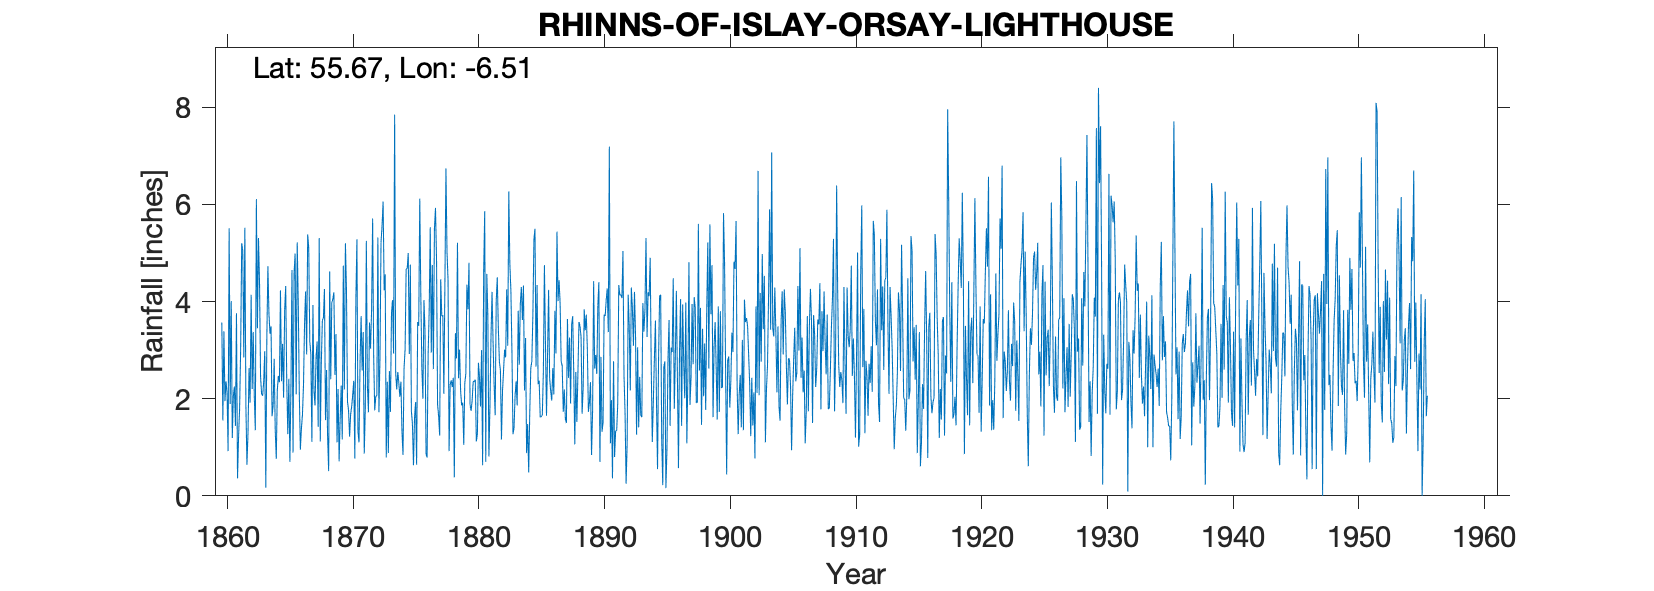 RHINNS-OF-ISLAY-ORSAY-LIGHTHOUSE
Lat: 55.67, Lon: -6.51
8
6
4
2
0
Rainfall [inches]
1860 1870 1880 1890 1900 1910 1920 1930 1940 1950 1960
Year